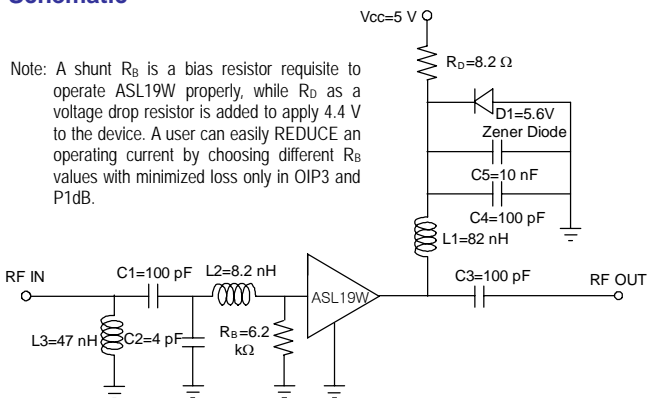 Schematic
Vcc=5 V
Note: A shunt RB is a bias resistor requisite to
operate ASL19W properly, while RD as a
voltage drop resistor is added to apply 4.4 V
to the device. A user can easily REDUCE an
operating current by choosing different RB
values with minimized loss only in OIP3 and
P1dB.
RD=8.2 Ω
D1=5.6V
Zener Diode
C5=10 nF
C4=100 pF
L1=82 nH
RF IN
C1=100 pF
L2=8.2 nH
C3=100 pF
RF OUT
ASL19W
L3=47 nH
C2=4 pF
RB=6.2
kΩ